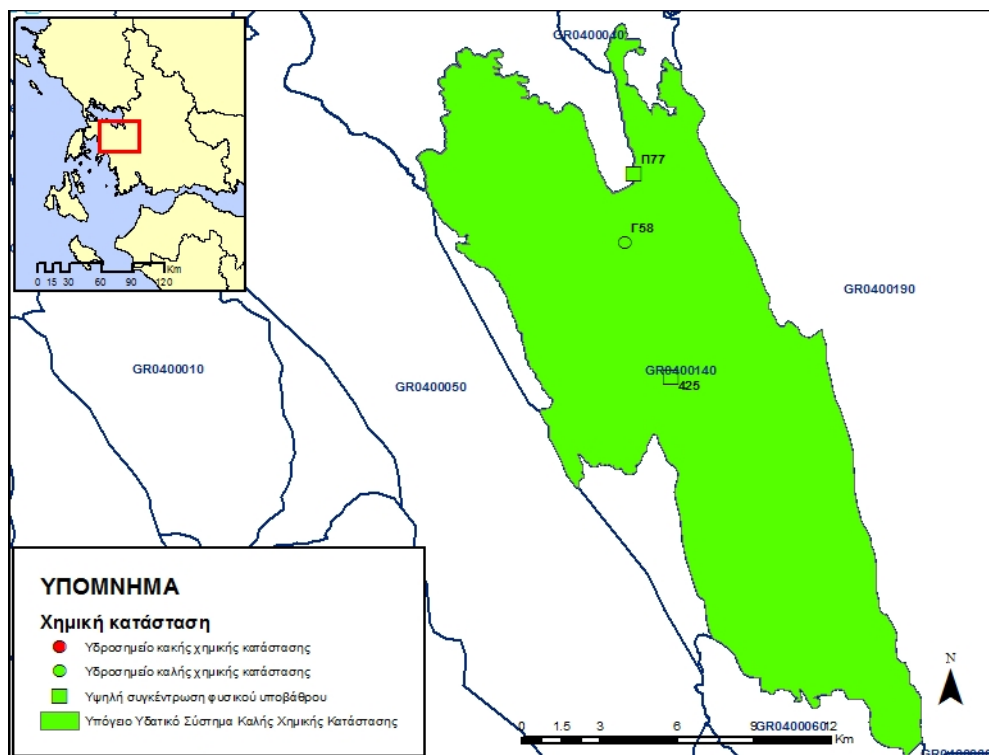 GR0400040
Π77
Γ58
GR0400190
GR0400010
GR0400050
GR0400140
425
Km
0 15 30 60 90 120
ΥΠΟΜΝΗΜΑ
Χημική κατάσταση
Υδροσημείο κακής χημικής κατάστασης
Υδροσημείο καλής χημικής κατάστασης
Υψηλή συγκέντρωση φυσικού υποβάθρου
Υπόγειο Υδατικό Σύστημα Καλής Χημικής Κατάστασης
N
0 1.5 3 6 9 12
GR0400060
Km